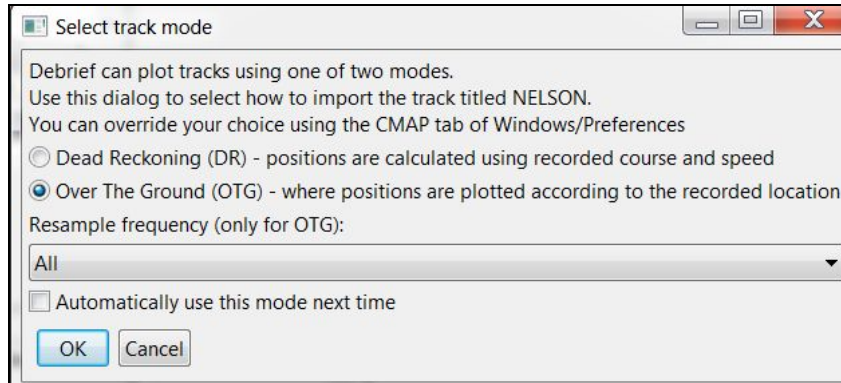 Select track mode
Debrief can plot tracks using one of two modes.
Use this dialog to select how to import the track titled NELSON.
You can override your choice using the CMAP tab of Windows/Preferences
Dead Reckoning (DR) - positions are calculated using recorded course and speed
Over The Ground (OTG) - where positions are plotted according to the recorded location
Resample frequency (only for OTG):
All
Automatically use this mode next time
OK Cancel